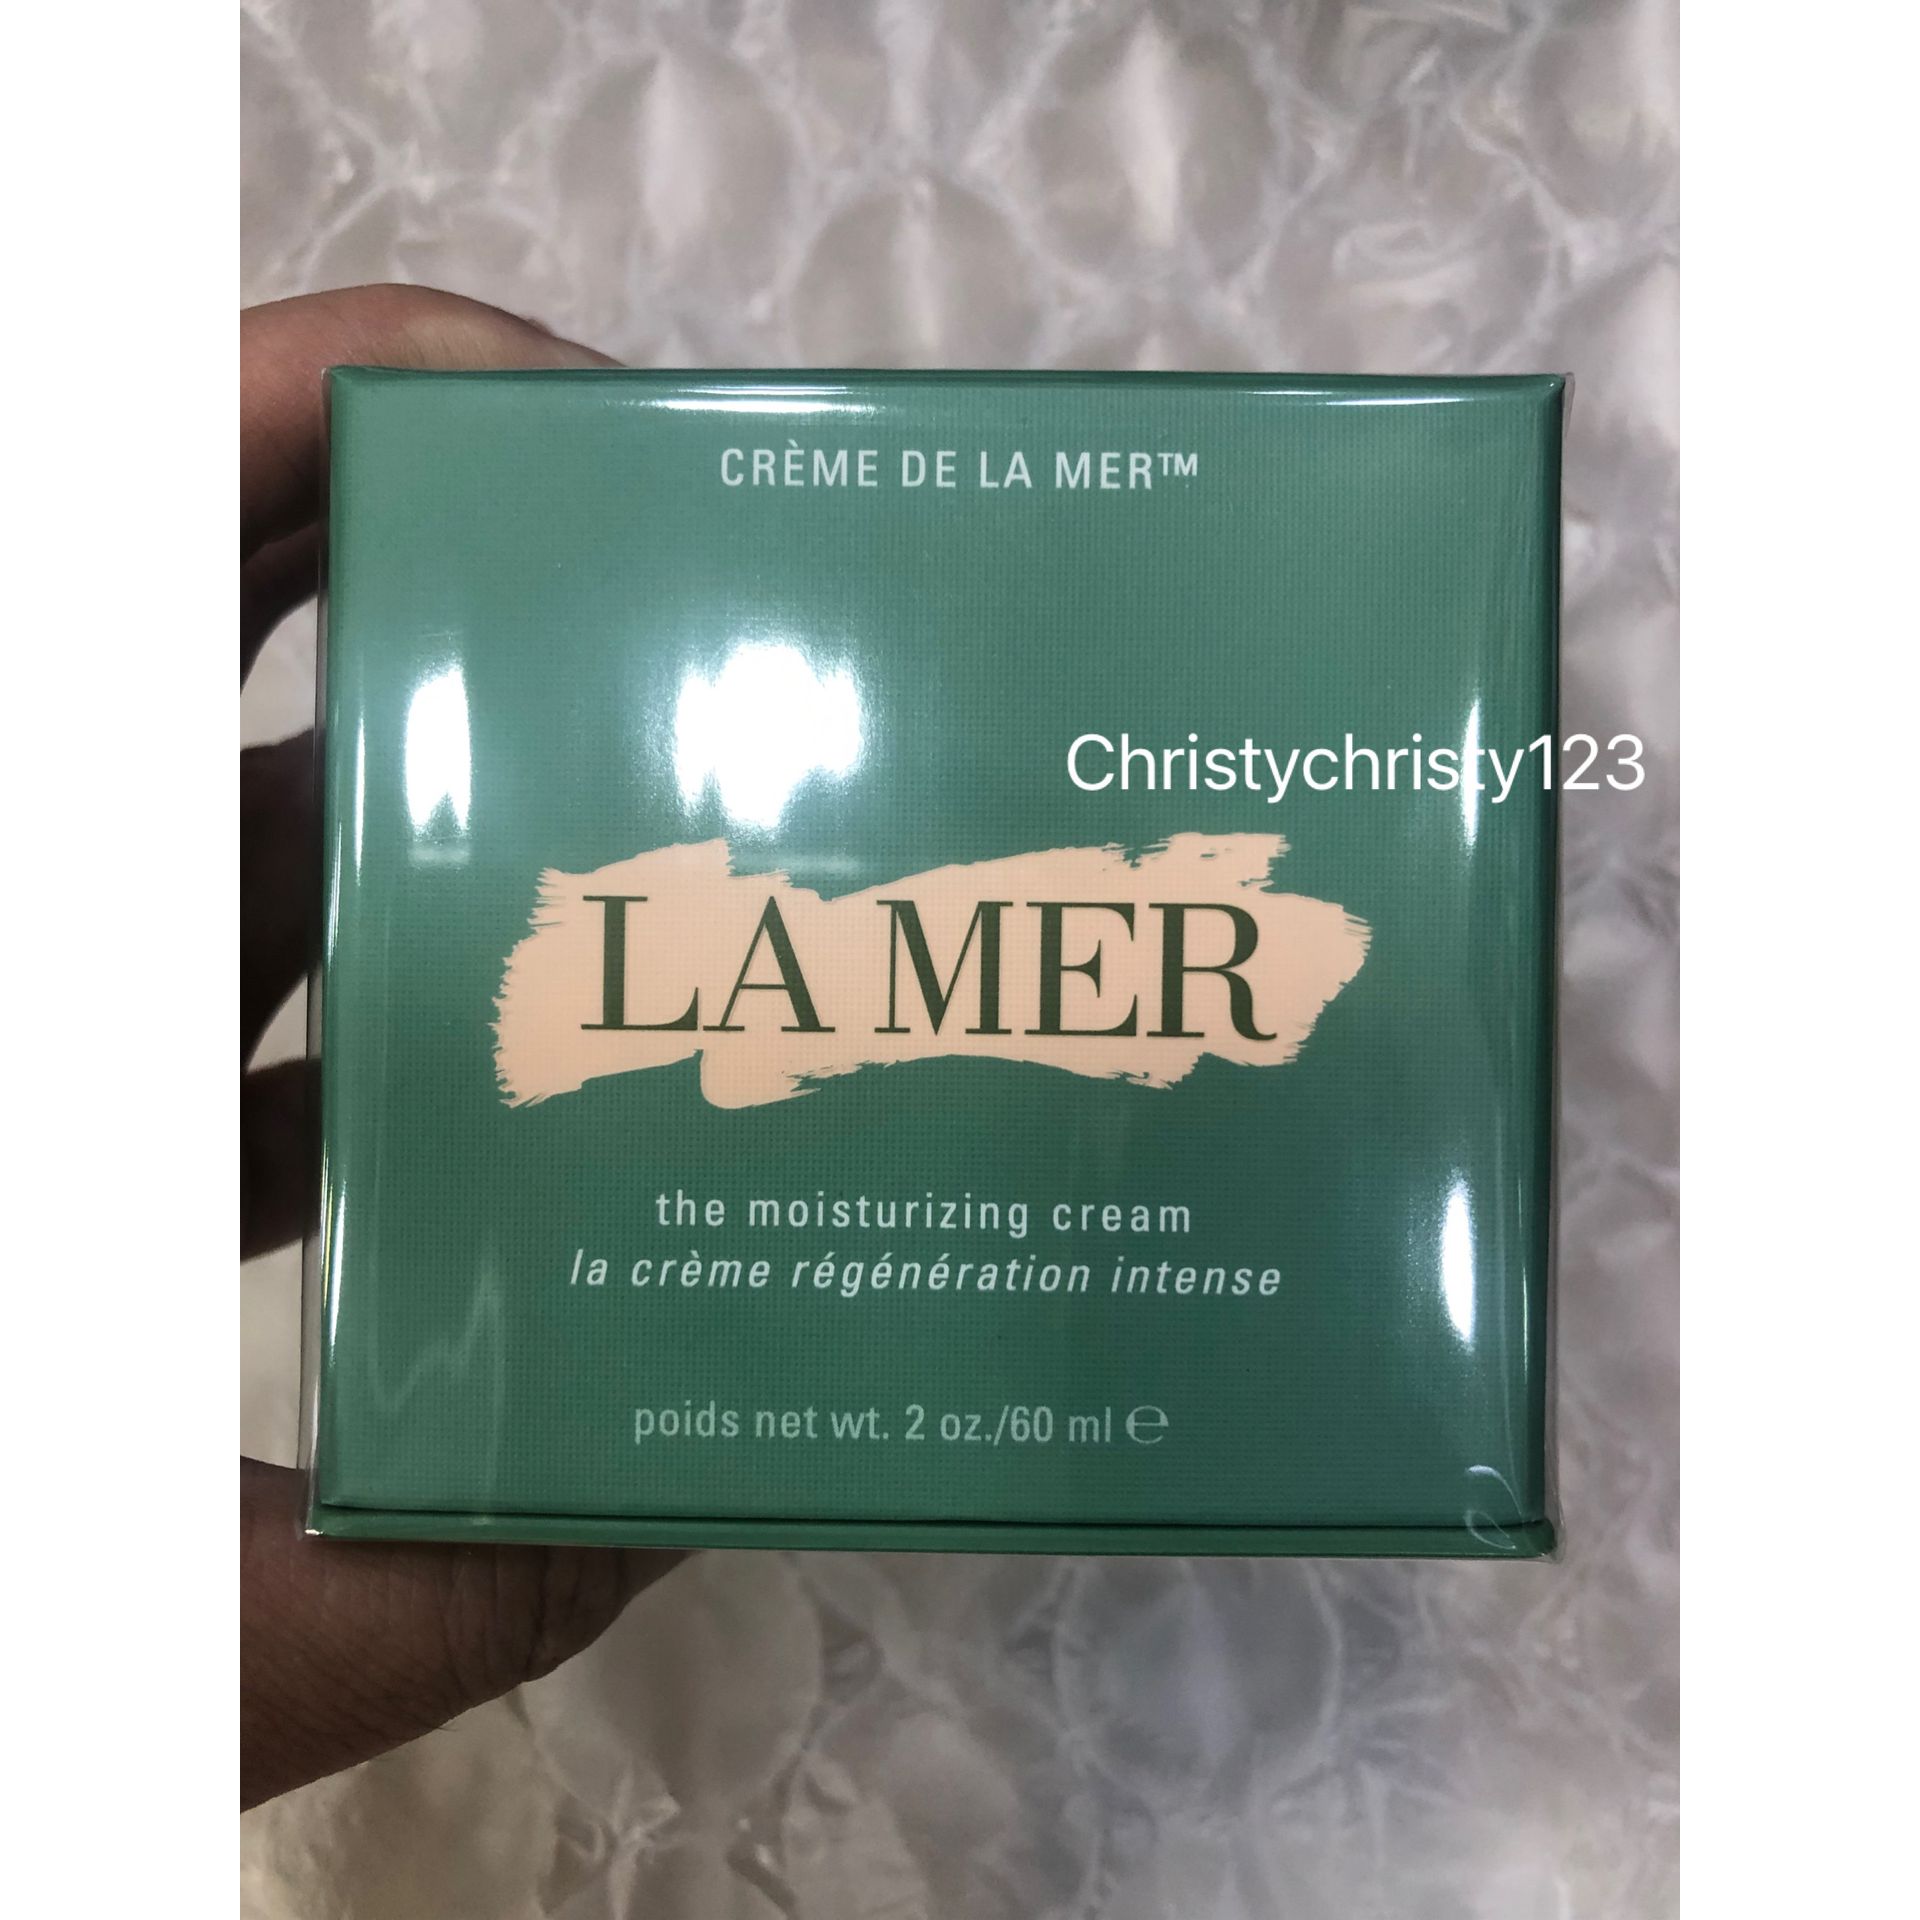 CRÈME DE LA MER™
Christychristy123
LA MER
the moisturizing cream
la crème régénération intense
poids net wt. 2 oz./60 ml ℮